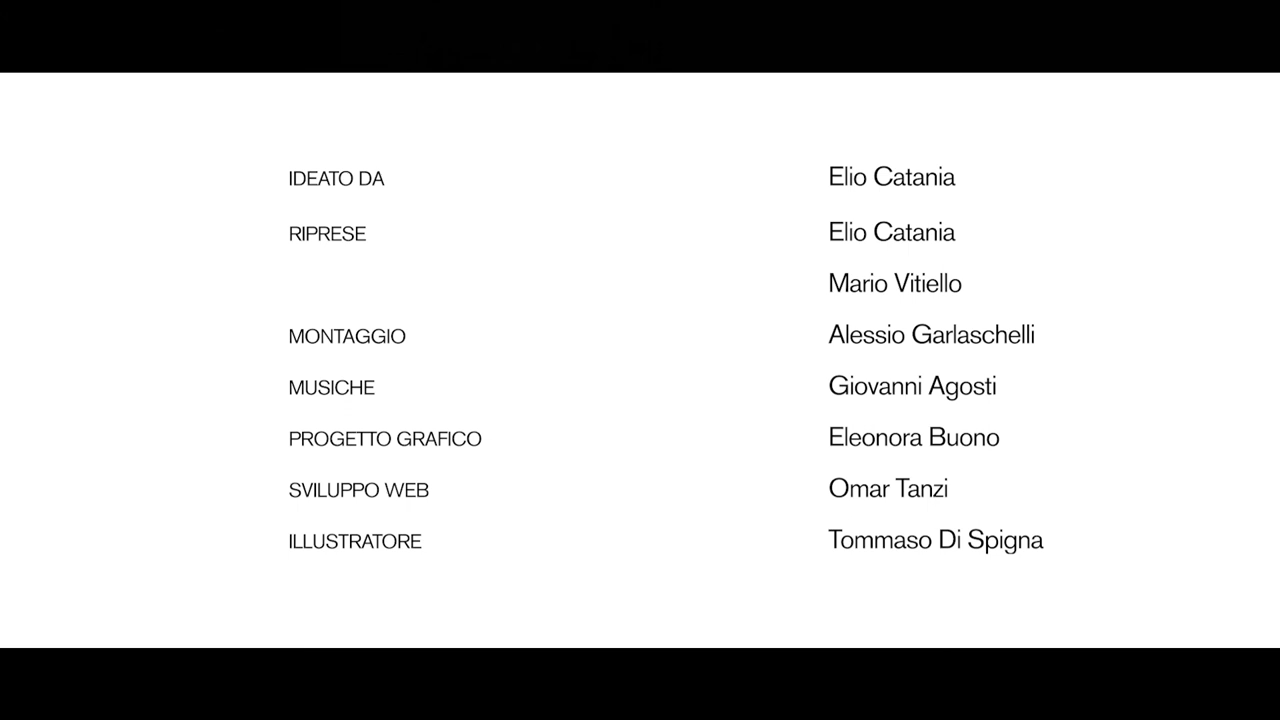 IDEATO DA Elio Catania
RIPRESE Elio Catania
Mario Vitiello
MONTAGGIO Alessio Garlaschelli
MUSICHE Giovanni Agosti
PROGETTO GRAFICO Eleonora Buono
SVILUPPO WEB Omar Tanzi
ILLUSTRATORE Tommaso Di Spigna